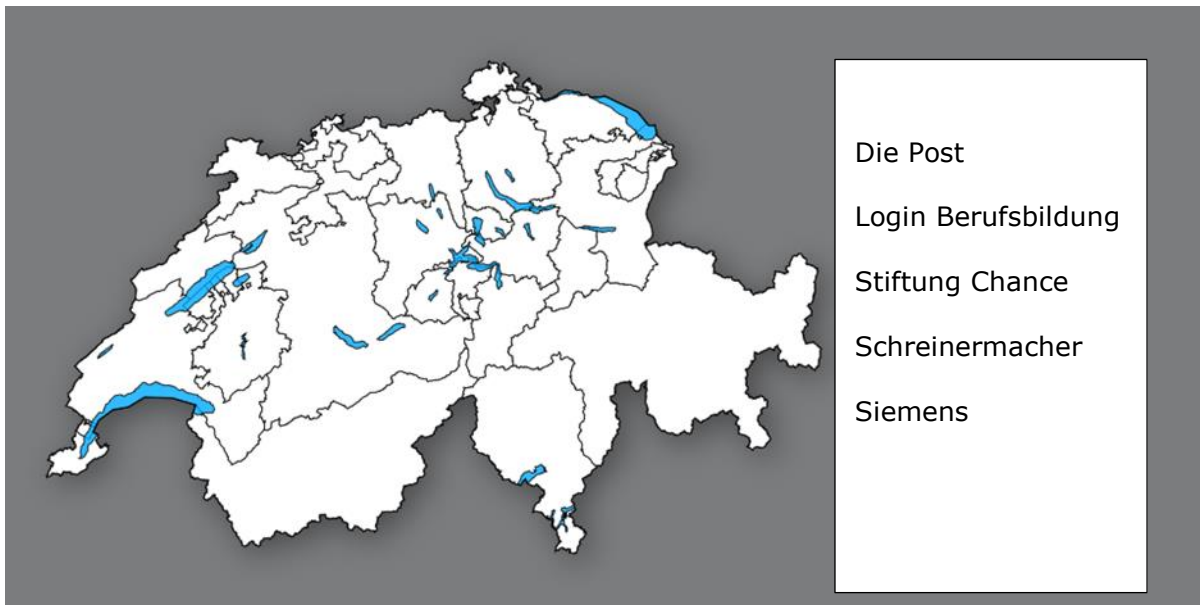 Die Post
Login Berufsbildung
Stiftung Chance
Schreinermacher
Siemens